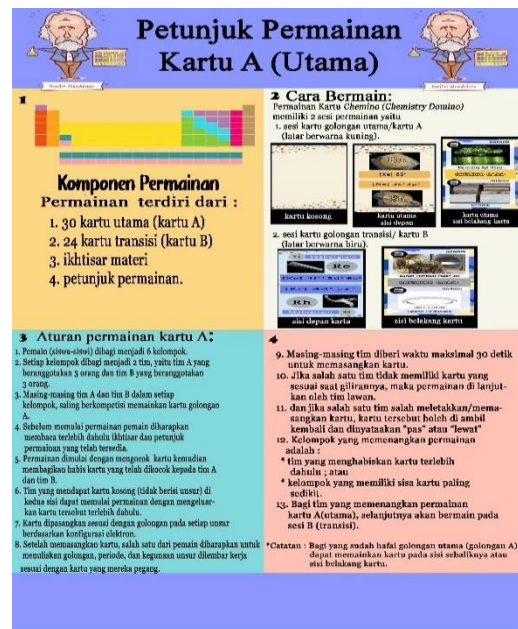 Petunjuk Permainan
Kartu A (Utama)
1
Komponen Permainan
Permainan terdiri dari :
1. 30 kartu utama (kartu A)
2. 24 kartu transisi (kartu B)
3. ikhtisar materi
4. petunjuk permainan.
2 Cara Bermain:
Permainan Kartu Chemino (Chemistry Domino)
memiliki 2 sesi permainan yaitu
1. sesi kartu golongan utama/kartu A
(latar berwarna kuning).
kartu kosong
kartu utama
sisi depan
kartu utama
sisi belakang kartu
2. sesi kartu golongan transisi/ kartu B
(latar berwarna biru).
Re
Rh
sisi depan kartu
sisi belakang kartu
3 Aturan permainan kartu A:
1. Pemain (siswa-siswi) dibagi menjadi 6 kelompok.
2. Setiap kelompok dibagi menjadi 2 tim, yaitu tim A yang
beranggotakan 3 orang dan tim B yang beranggotakan
3 orang.
3. Masing-masing tim A dan tim B dalam setiap
kelompok, saling berkompetisi memainkan kartu golongan
A.
4. Sebelum memulai permainan pemain diharapkan
membaca terlebih dahulu ikhtisar dan petunjuk
permainan yang telah tersedia.
5. Permainan dimulai dengan mengocok kartu kemudian
membagikan habis kartu yang telah dikocok kepada tim A
dan tim B.
6. Tim yang mendapat kartu kosong (tidak berisi unsur) di
kedua sisi dapat memulai permainan dengan mengeluar-
kan kartu tersebut terlebih dahulu.
7. Kartu dipasangkan sesuai dengan golongan pada setiap unsur
berdasarkan konfigurasi elektron.
8. Setelah memasangkan kartu, salah satu dari pemain diharapkan untuk
menuliskan golongan, periode, dan kegunaan unsur dilembar kerja
sesuai dengan kartu yang mereka pegang.
4
9. Masing-masing tim diberi waktu maksimal 30 detik
untuk memasangkan kartu.
10. Jika salah satu tim tidak memiliki kartu yang
sesuai saat gilirannya, maka permainan di lanjut-
kan oleh tim lawan.
11. dan jika salah satu tim salah meletakkan/mema-
sangkan kartu, kartu tersebut boleh di ambil
kembali dan dinyatakan "pas" atau "lewat"
12. Kelompok yang memenangkan permainan
adalah :
* tim yang menghabiskan kartu terlebih
dahulu ; atau
* kelompok yang memiliki sisa kartu paling
sedikit.
13. Bagi tim yang memenangkan permainan
kartu A(utama), selanjutnya akan bermain pada
sesi B (transisi).
*Catatan : Bagi yang sudah hafal golongan utama (golongan A)
dapat memainkan kartu pada sisi sebaliknya atau
sisi belakang kartu.